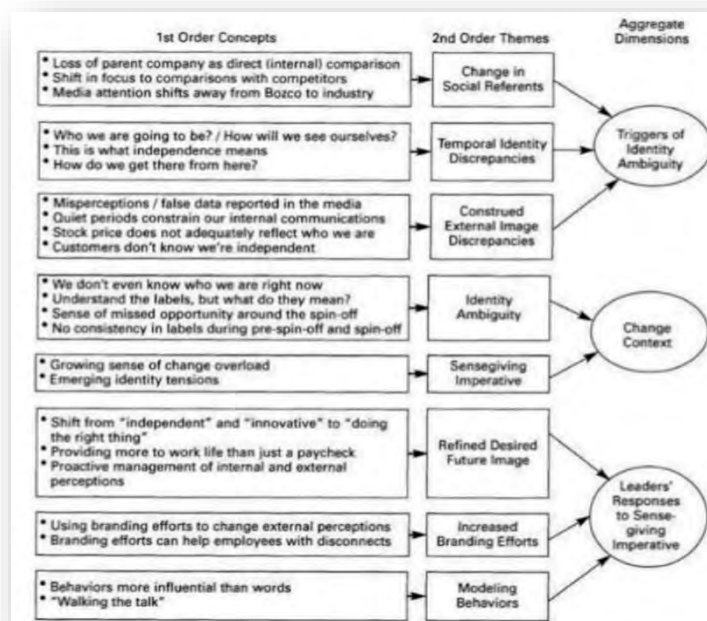 Aggregate
1st Order Concepts
2nd Order Themes
Dimensions
• Loss of parent company as direct (internal) comparison
• Shift in focus to comparisons with competitors
• Media attention shifts away from Bozco to industry
Change in
Social Referents
• Who we are going to be? / How will we see ourselves?
• This is what independence means
• How do we get there from here?
Temporal Identity
Discrepancies
Triggers of
Identity
Ambiguity
• Misperceptions / false data reported in the media
• Quiet periods constrain our internal communications
• Stock price does not adequately reflect who we are
• Customers don't know we're independent
Construed
External Image
Discrepancies
• We don't even know who we are right now
• Understand the labels, but what do they mean?
• Sense of missed opportunity around the spin-off
• No consistency in labels during pre-spin-off and spin-off
Identity
Ambiguity
Change
Context
• Growing sense of change overload
• Emerging identity tensions
Sensegiving
Imperative
• Shift from "independent" and "innovative" to "doing
the right thing"
• Providing more to work life than just a paycheck
• Proactive management of internal and external
perceptions
Refined Desired
Future Image
Leaders'
Responses
to Sense-
giving
Imperative
• Using branding efforts to change external perceptions
• Branding efforts can help employees with disconnects
Increased
Branding Efforts
• Behaviors more influential than words
• "Walking the talk"
Modeling
Behaviors